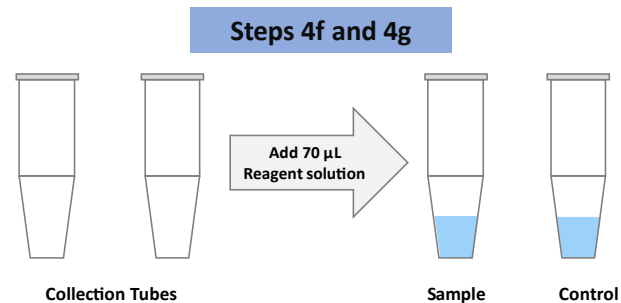 Steps 4f and 4g
Add 70 µL
Reagent solution
Collection Tubes
Sample
Control